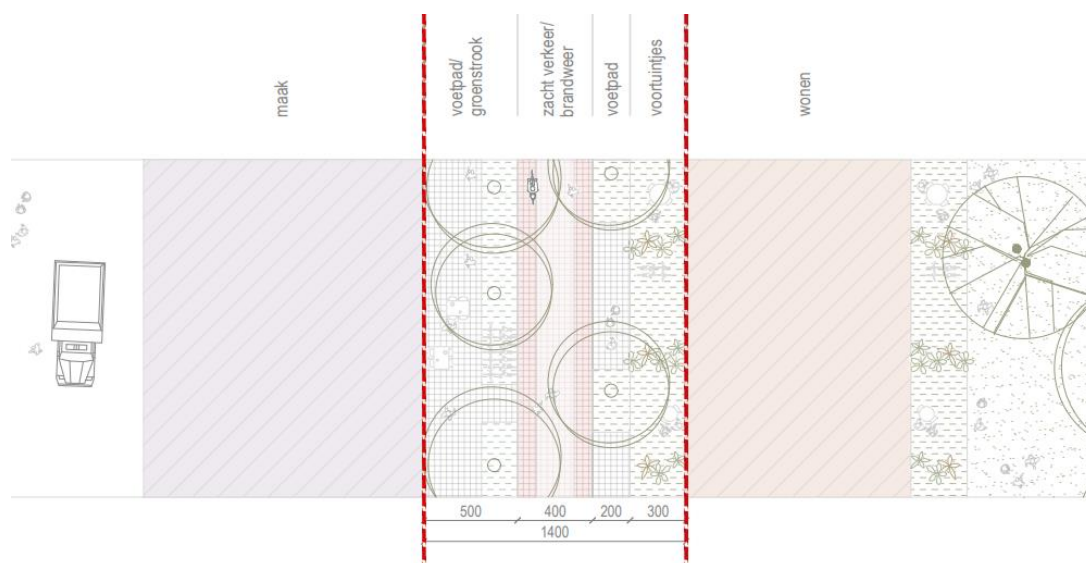 maak
voetpad/
groenstrook
zacht verkeer/
brandweer
voetpad
voortuintjes
wonen
500
400
200
300
1400